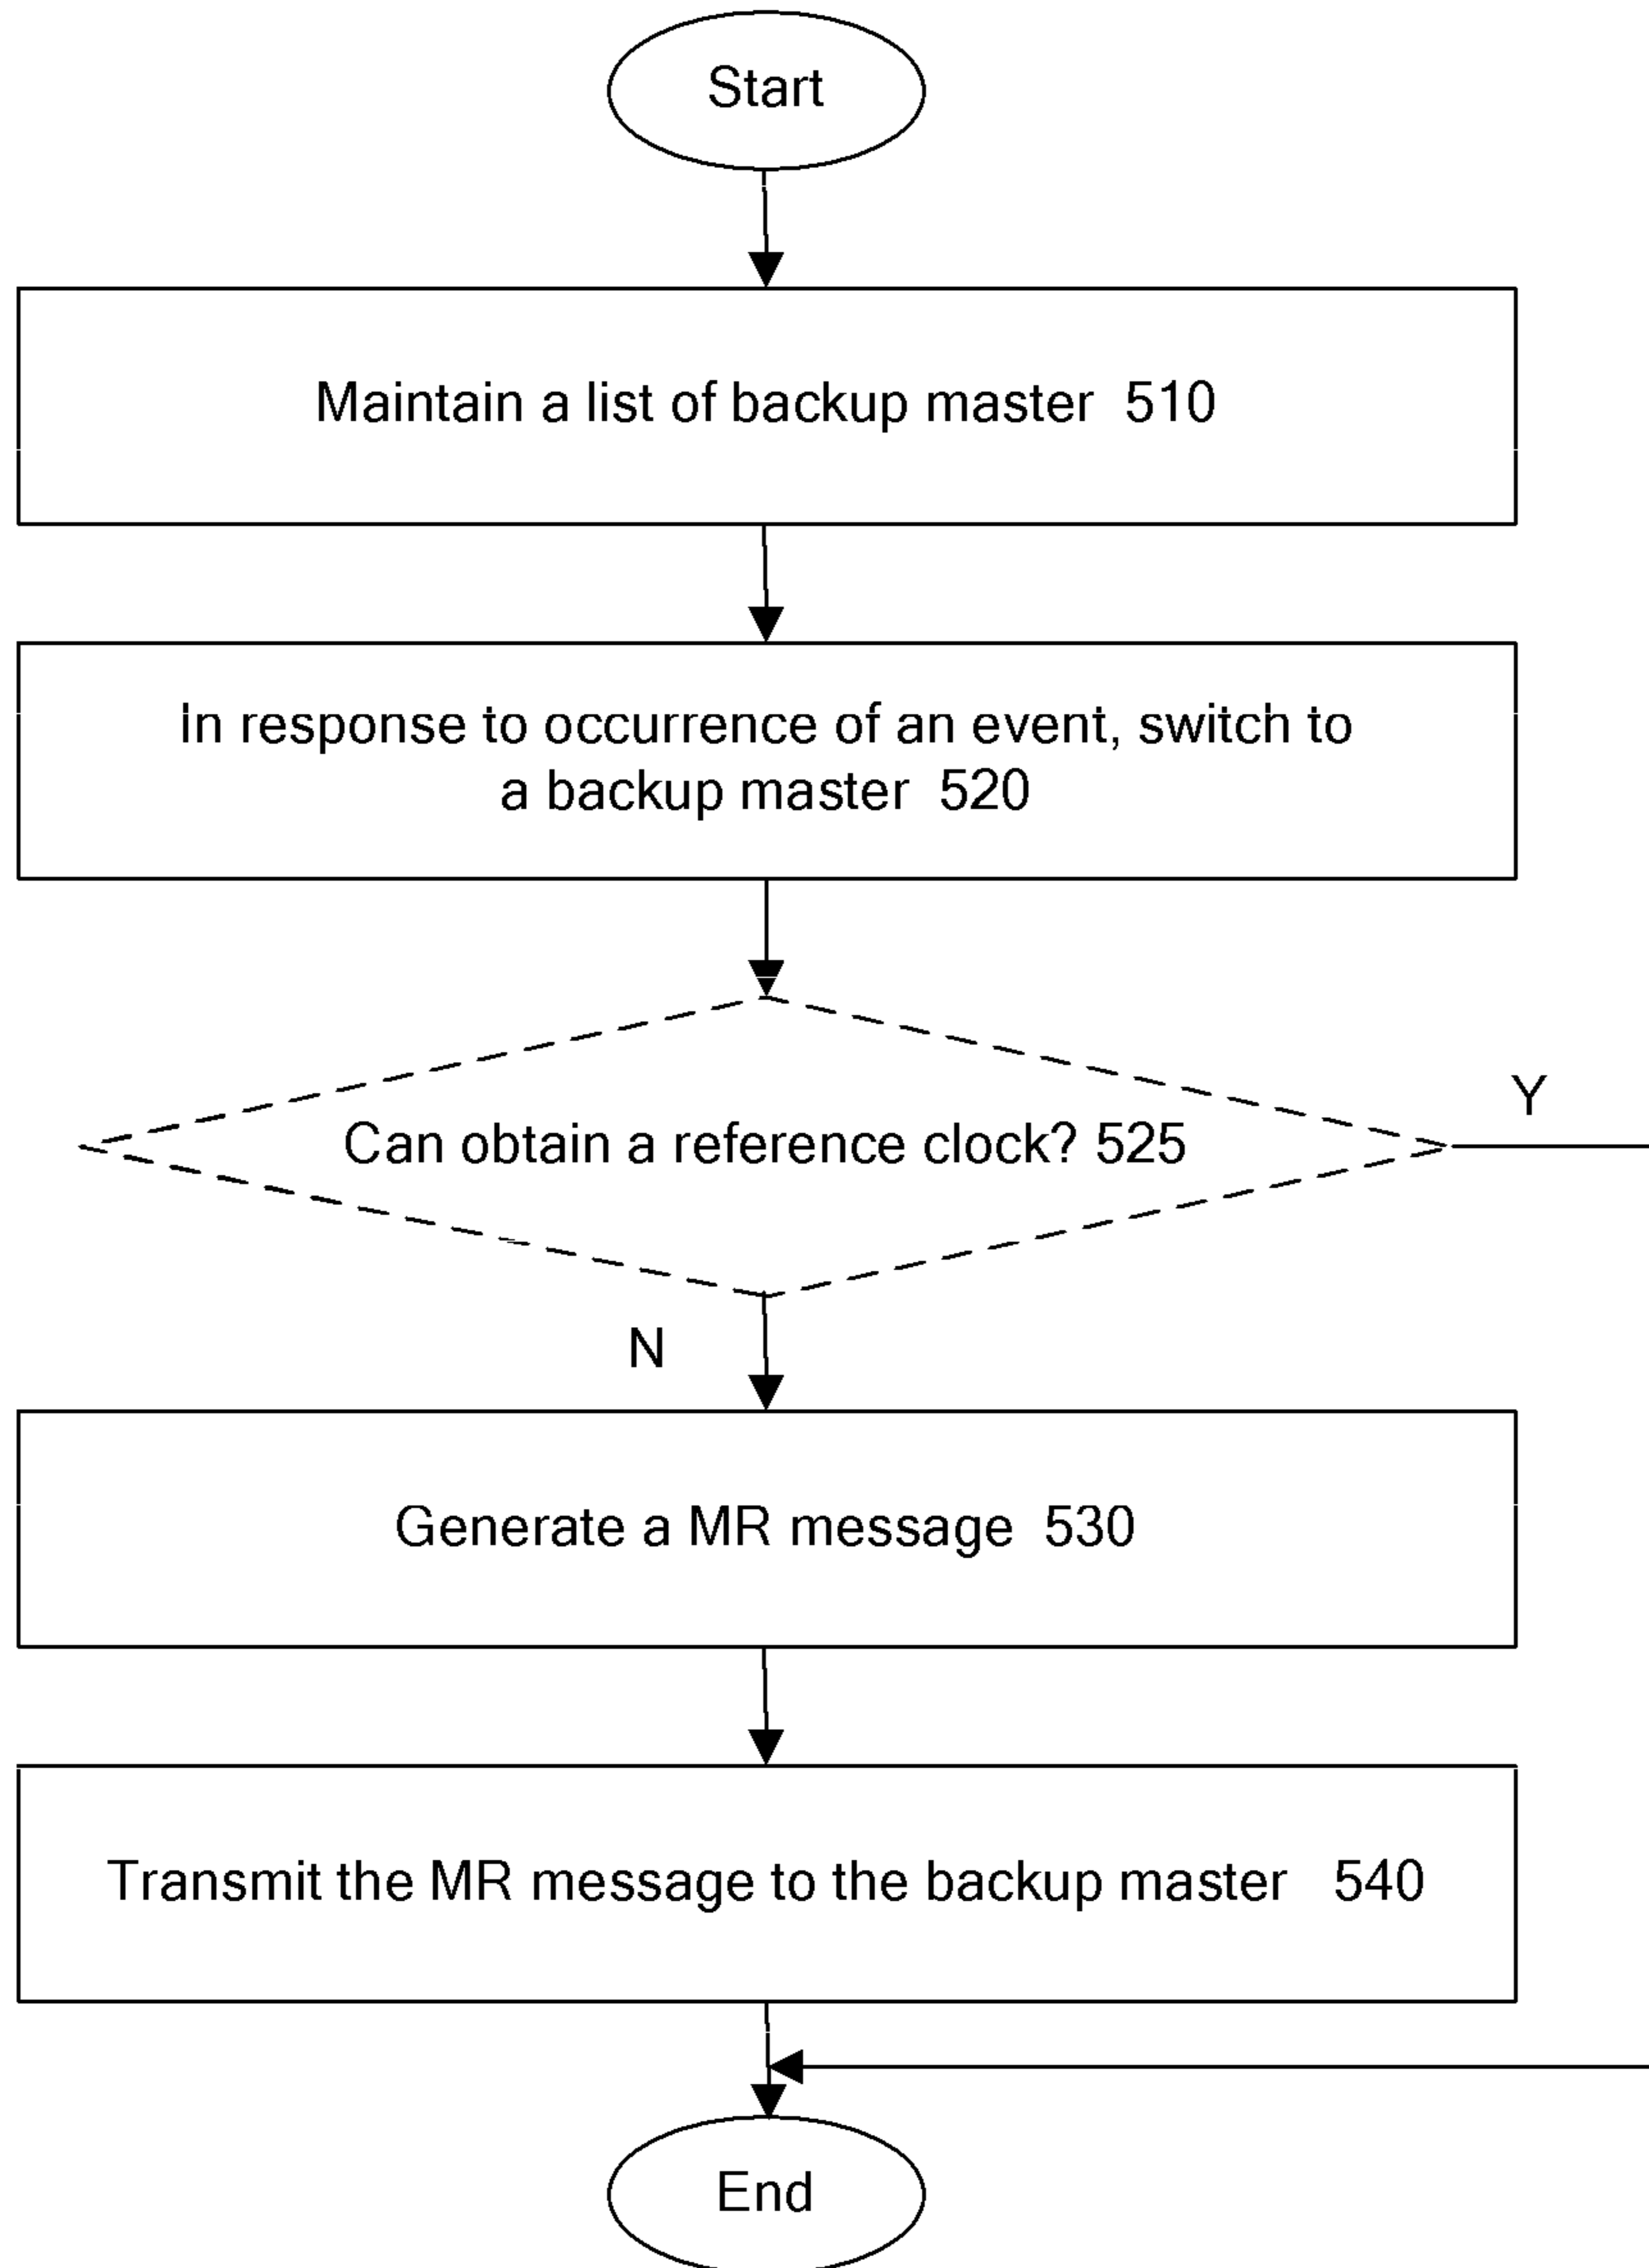 Start
Maintain a list of backup master 510
In response to occurrence of an event, switch to
a backup master 520
Can obtain a reference clock? 525
Y
N
Generate a MR message 530
Transmit the MR message to the backup master 540
End